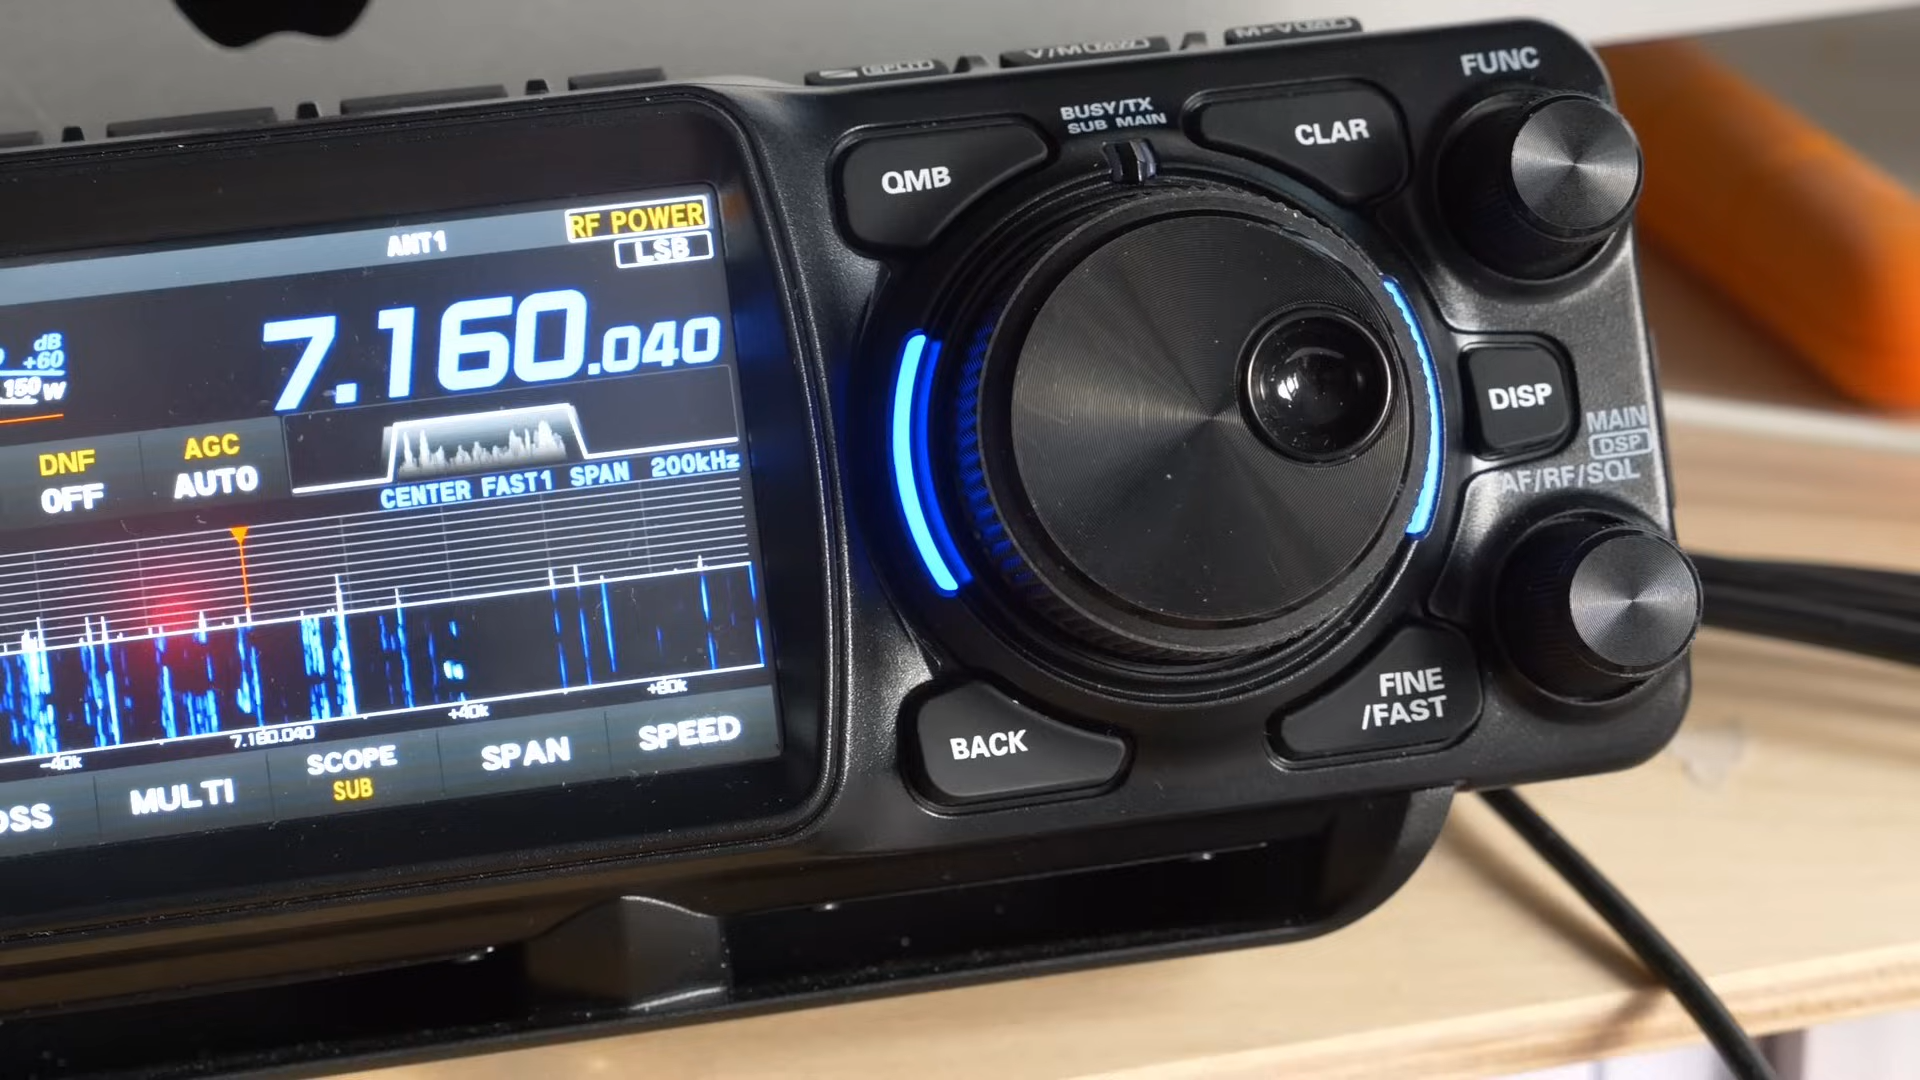 SPLIT
V/M
FUNC
BUSY/TX
SUB MAIN
QMB
CLAR
ANT1
RF POWER
LSB
7.160.040
dB
+60
150 W
DNF
OFF
AGC
AUTO
CENTER FAST1 SPAN 200kHz
DISP
MAIN
DSP
AF/RF/SQL
-40k
7.160.040
+40k
+80k
MULTI
SCOPE
SUB
SPAN
SPEED
BACK
FINE
/FAST